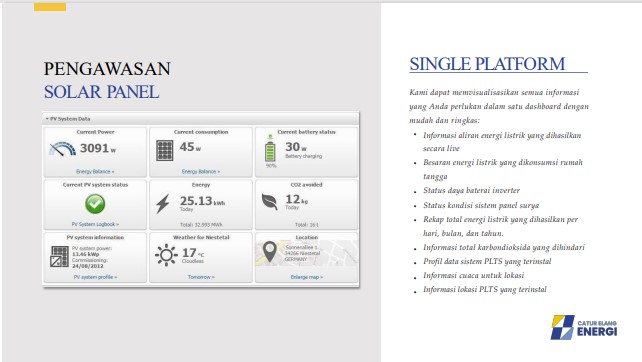 PENGAWASAN
SOLAR PANEL
PV System Data
Current Power
3091 W
Energy Balance »
Current consumption
45 W
Energy Balance »
Current battery status
30 W
Battery charging
90%
Current PV system status
PV System Logbook »
Energy
25.13 kWh
Today
Total: 32.993 MWh
CO2 avoided
12 kg
Today
Total: 16 t
PV system information
PV system power:
13.46 kWp
Commissioning:
24/08/2012
PV system profile »
Weather for Niestetal
17 °C
Cloudless
Tomorrow »
Location
Sonnenallee 1
34266 Niestetal
GERMANY
Enlarge map »
SINGLE PLATFORM
Kami dapat memvisualisasikan semua informasi
yang Anda perlukan dalam satu dashboard dengan
mudah dan ringkas:
• Informasi aliran energi listrik yang dihasilkan
secara live
• Besaran energi listrik yang dikonsumsi rumah
tangga
• Status daya baterai inverter
• Status kondisi sistem panel surya
• Rekap total energi listrik yang dihasilkan per
hari, bulan, dan tahun.
• Informasi total karbondioksida yang dihindari
• Profil data sistem PLTS yang terinstal
• Informasi cuaca untuk lokasi
• Informasi lokasi PLTS yang terinstal
CATUR ELANG
ENERGI